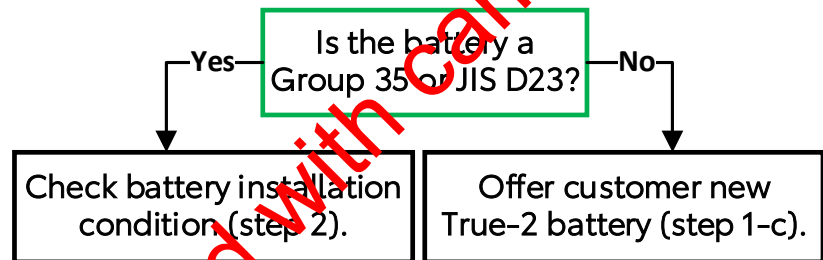 Is the battery a
Group 35 or JIS D23?
Yes
No
Check battery installation
condition (step 2).
Offer customer new
True-2 battery (step 1-c).
with